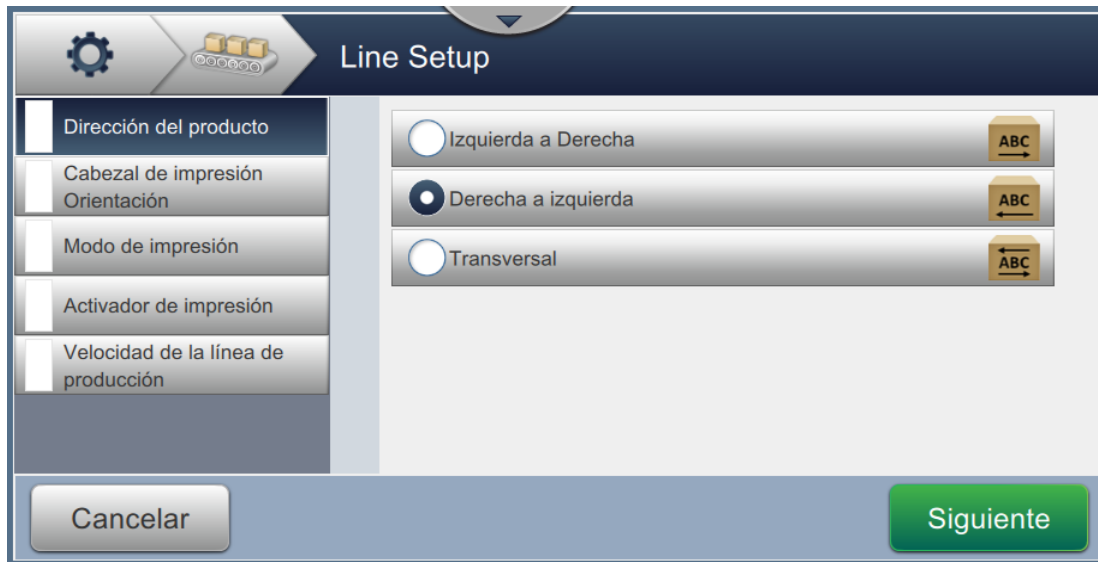 Line Setup
Dirección del producto
Cabezal de impresión
Orientación
Modo de impresión
Activador de impresión
Velocidad de la línea de
producción
Izquierda a Derecha
ABC
Derecha a izquierda
ABC
Transversal
ABC
Cancelar
Siguiente